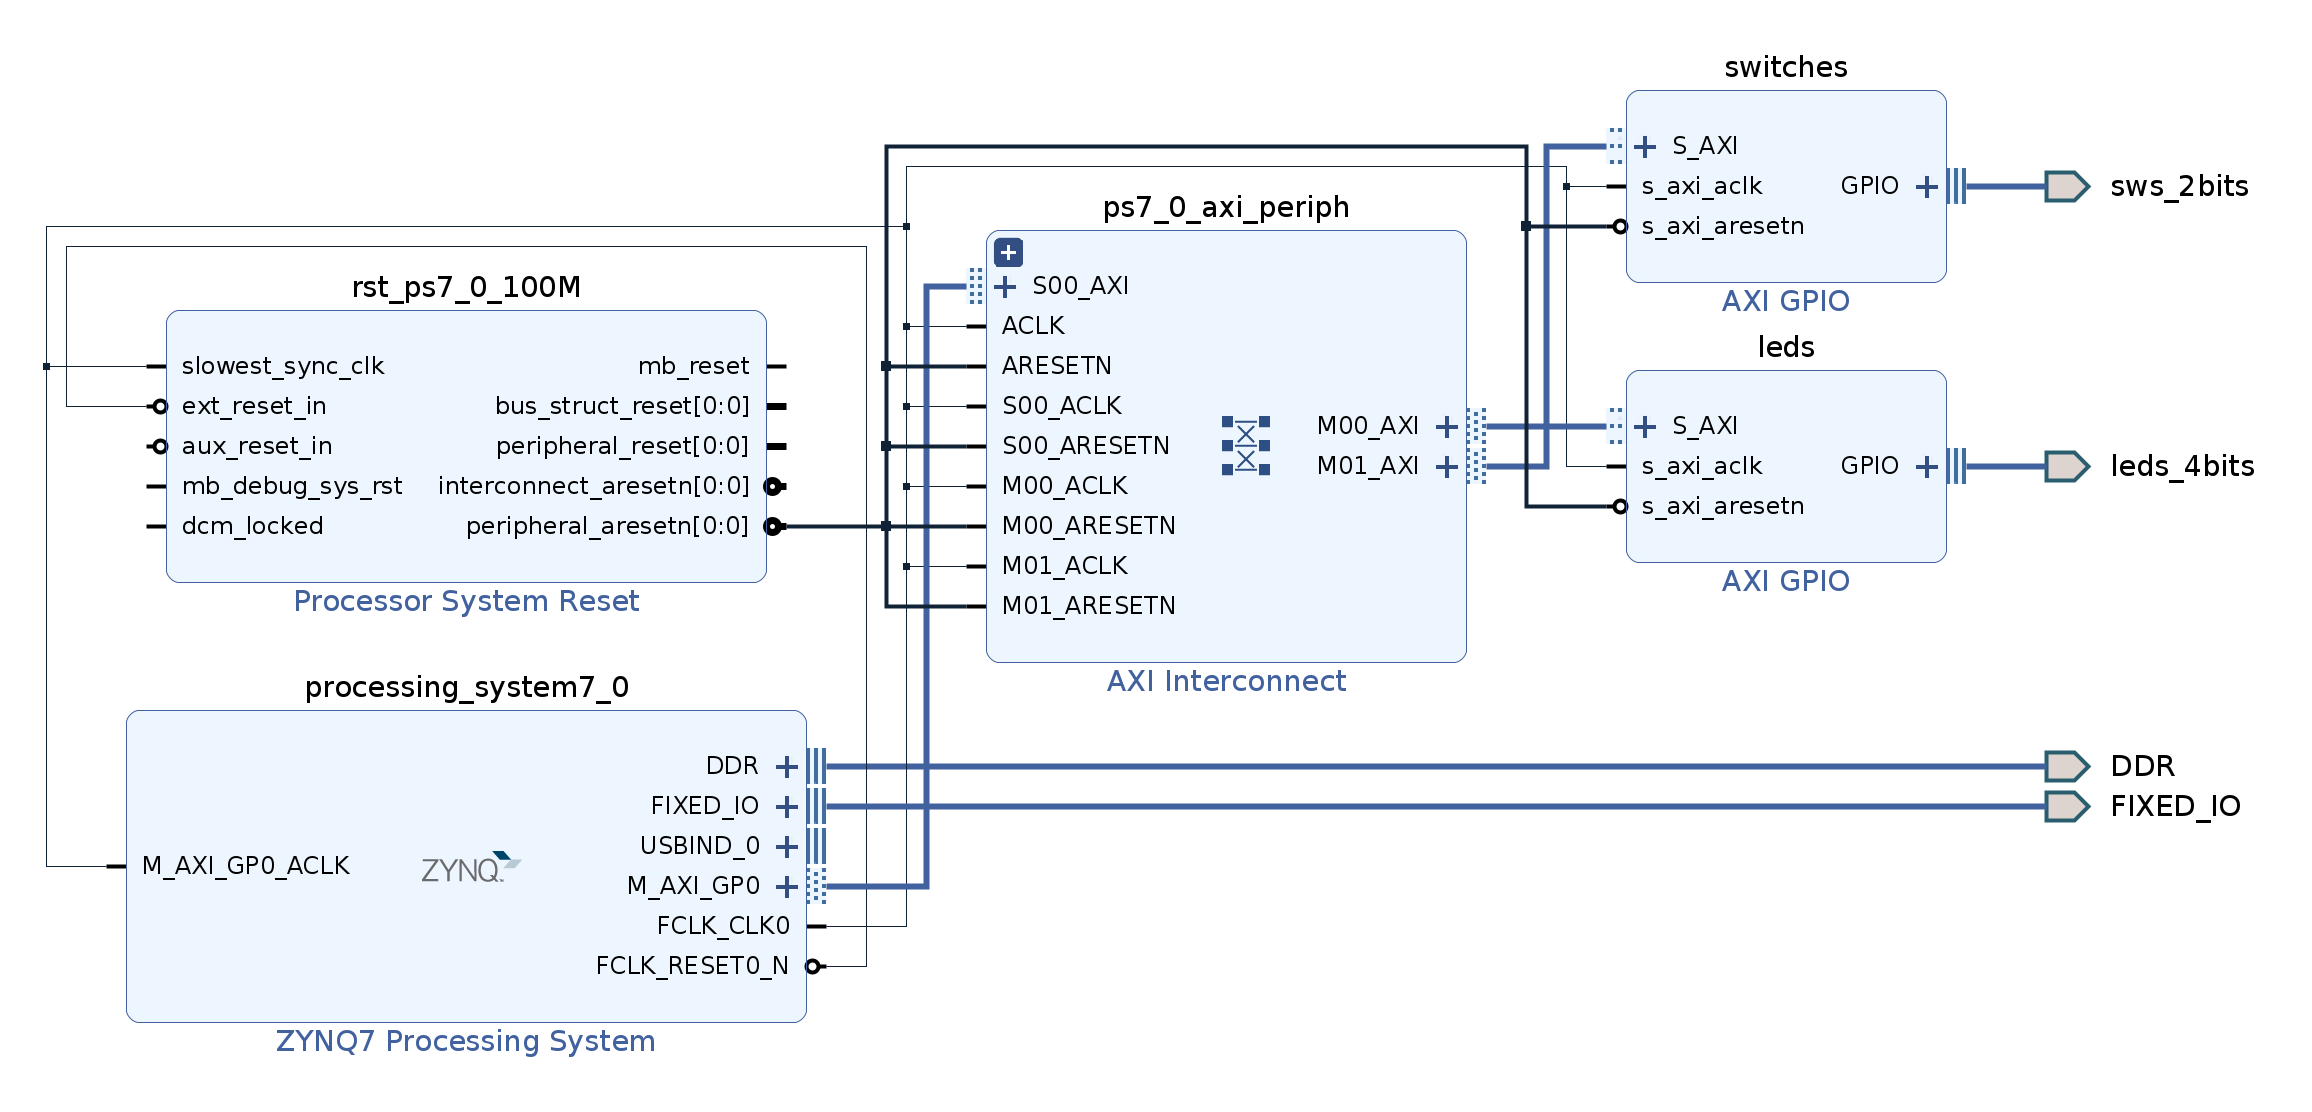 switches
S_AXI
s_axi_aclk
s_axi_aresetn
GPIO
AXI GPIO
sws_2bits
ps7_0_axi_periph
S00_AXI
ACLK
ARESETN
S00_ACLK
S00_ARESETN
M00_ACLK
M00_ARESETN
M01_ACLK
M01_ARESETN
M00_AXI
M01_AXI
AXI Interconnect
rst_ps7_0_100M
slowest_sync_clk
ext_reset_in
aux_reset_in
mb_debug_sys_rst
dcm_locked
mb_reset
bus_struct_reset[0:0]
peripheral_reset[0:0]
interconnect_aresetn[0:0]
peripheral_aresetn[0:0]
Processor System Reset
leds
S_AXI
s_axi_aclk
s_axi_aresetn
GPIO
AXI GPIO
leds_4bits
processing_system7_0
M_AXI_GP0_ACLK
ZYNQ
DDR
FIXED_IO
USBIND_0
M_AXI_GP0
FCLK_CLK0
FCLK_RESET0_N
ZYNQ7 Processing System
DDR
FIXED_IO